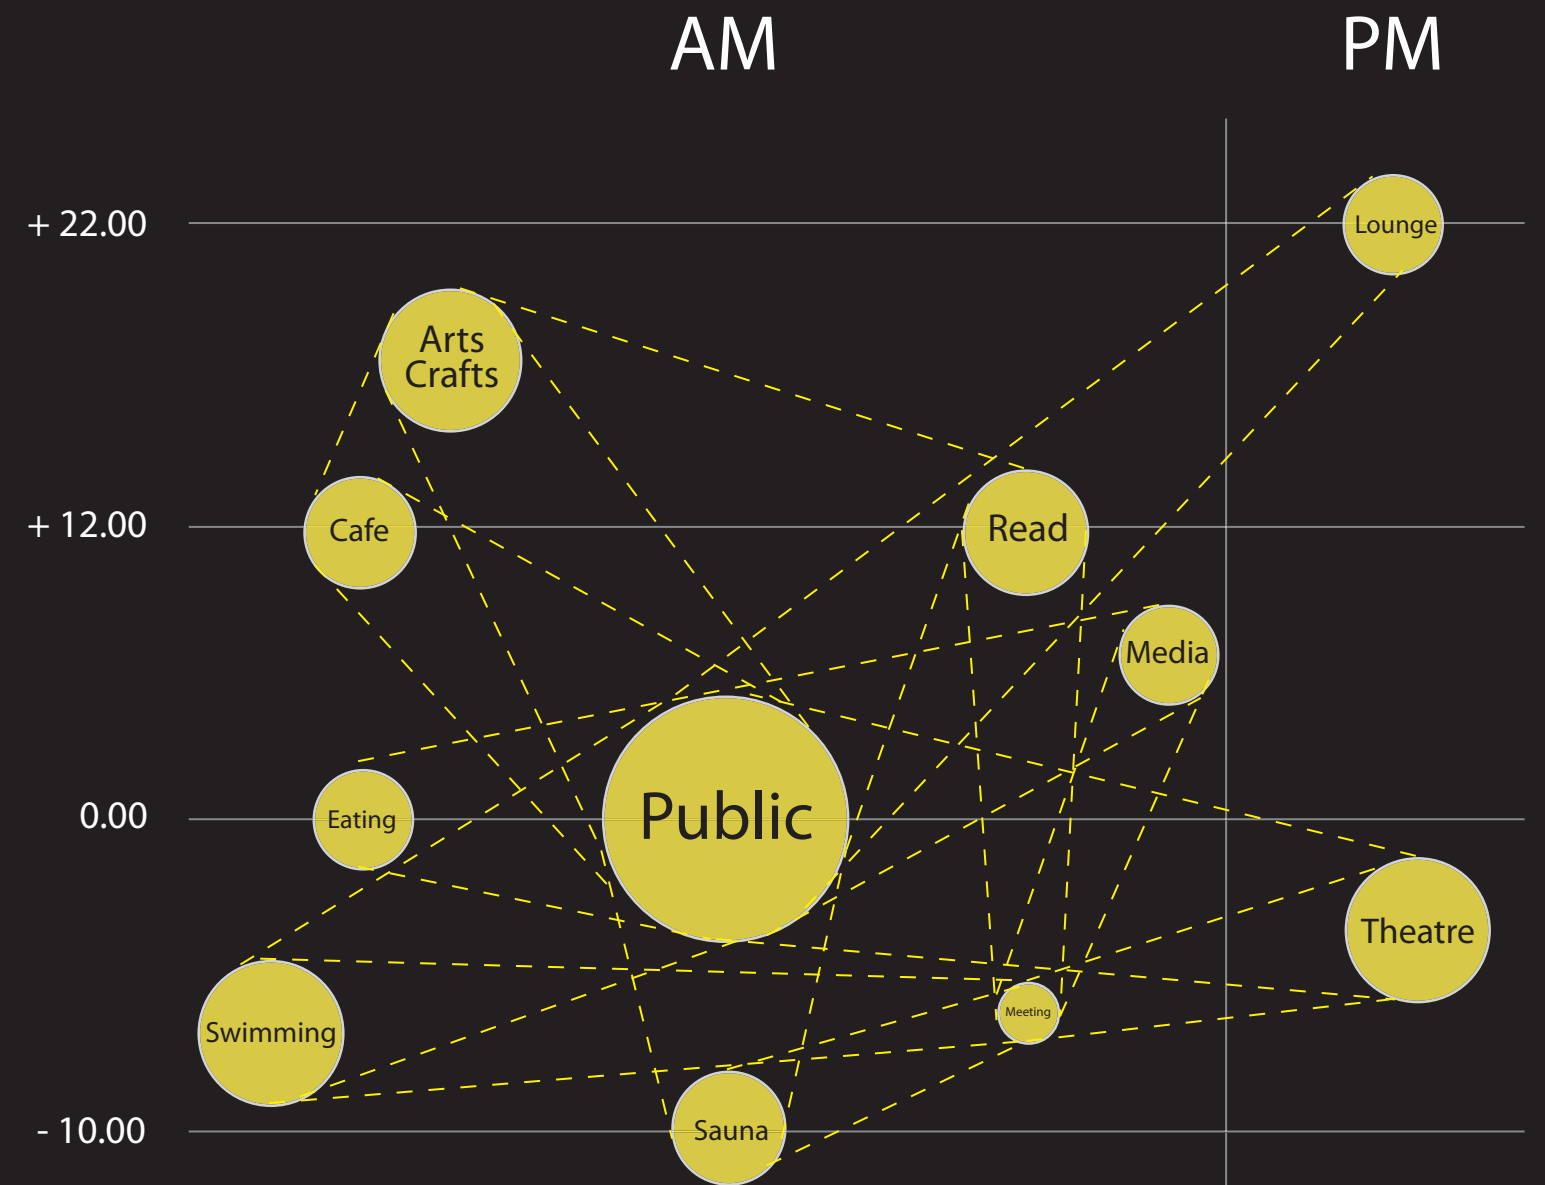 AM
PM
+ 22.00
Lounge
Arts
Crafts
+ 12.00
Cafe
Read
Media
0.00
Eating
Public
Theatre
Meeting
Swimming
- 10.00
Sauna